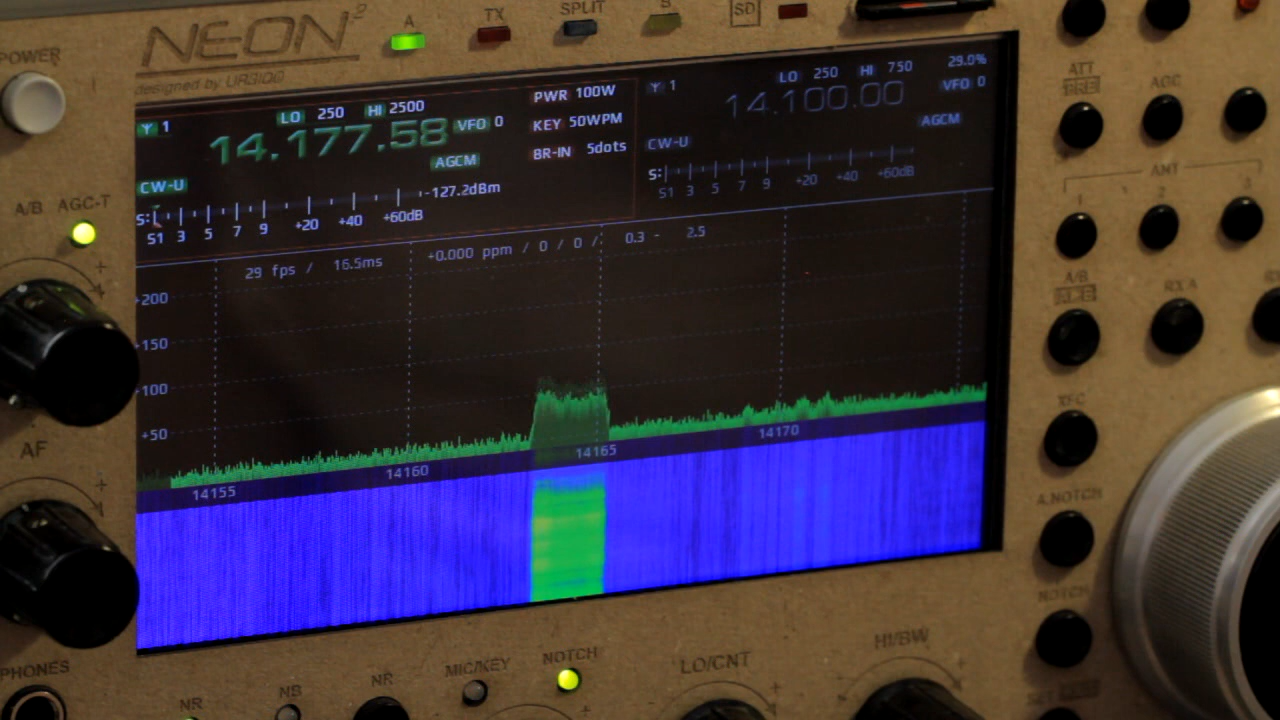 NEON²
designed by UR3IQO
POWER
A
TX
SPLIT
B
SD
A/B AGC-T
AF
PHONES
1
LO 250 HI 2500
14.177.58
VFO 0
AGCM
CW-U
PWR 100W
KEY 50WPM
BR-IN 5dots
S:
S1 3 5 7 9 +20 +40 +60dB
-127.2dBm
1
LO 250 HI 750
29.0%
14.100.00
VFO 0
AGCM
CW-U
S:
S1 3 5 7 9 +20 +40 +60dB
29 fps / 16.5ms +0.000 ppm / 0 / 0 / 0.3 - 2.5
+200
+150
+100
+50
14155 14160 14165 14170
ATT
PRE
AGC
ANT
1 2 3
A/B
A=B
RX A
A.NOTCH
NOTCH
NR
NB
NR
MIC/KEY
NOTCH
LO/CNT
HI/BW